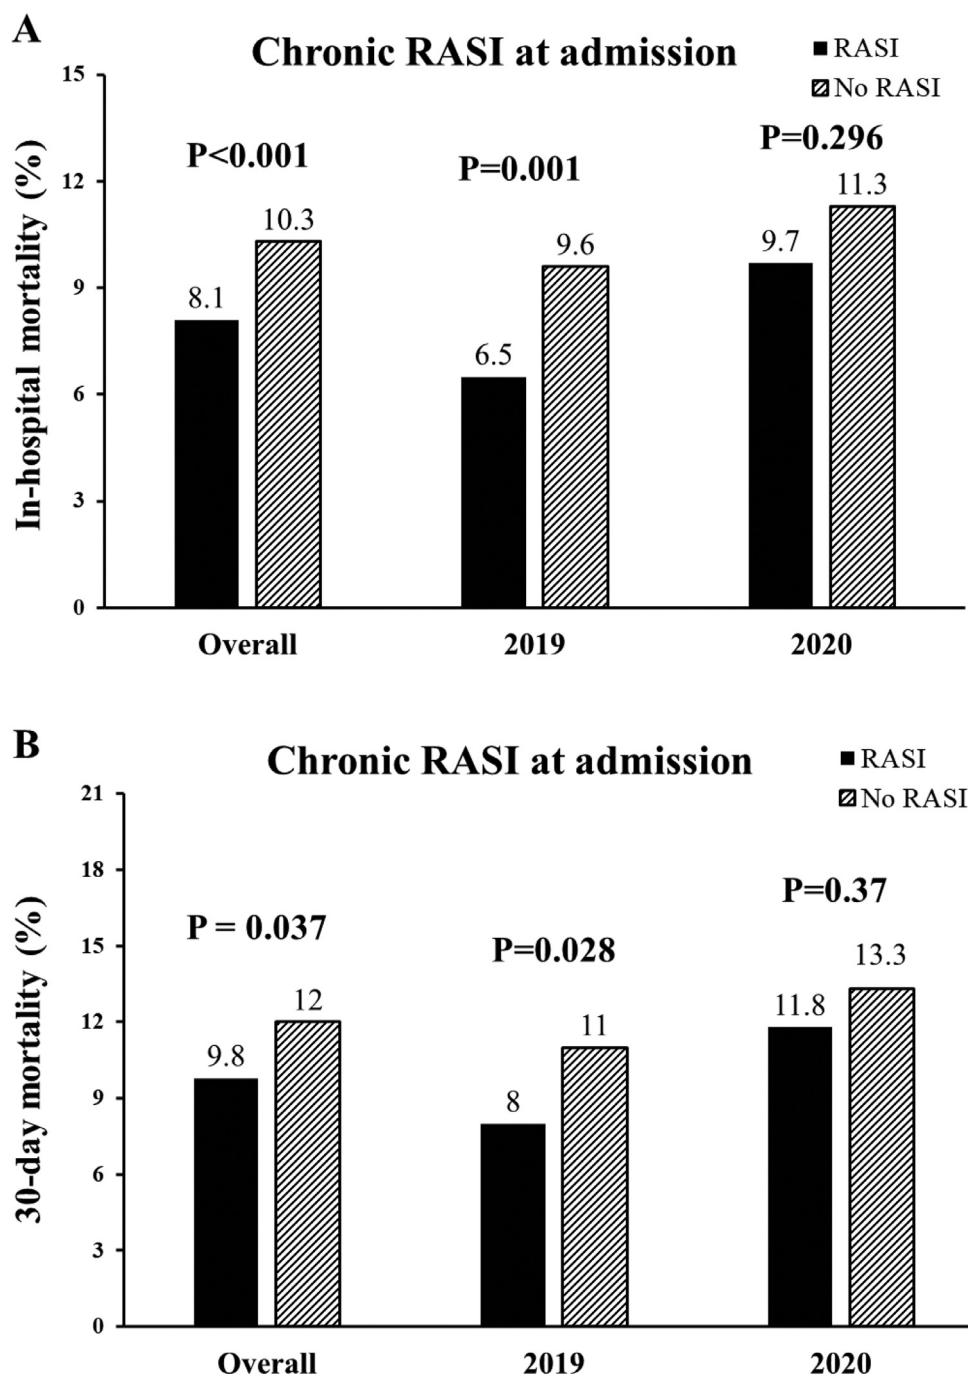 A
Chronic RASI at admission
RASI
No RASI
In-hospital mortality (%)
15
12
9
6
3
0
P<0.001
P=0.001
P=0.296
8.1
10.3
6.5
9.6
9.7
11.3
Overall
2019
2020
B
Chronic RASI at admission
RASI
No RASI
30-day mortality (%)
21
18
15
12
9
6
3
0
P = 0.037
P=0.028
P=0.37
9.8
12
8
11
11.8
13.3
Overall
2019
2020